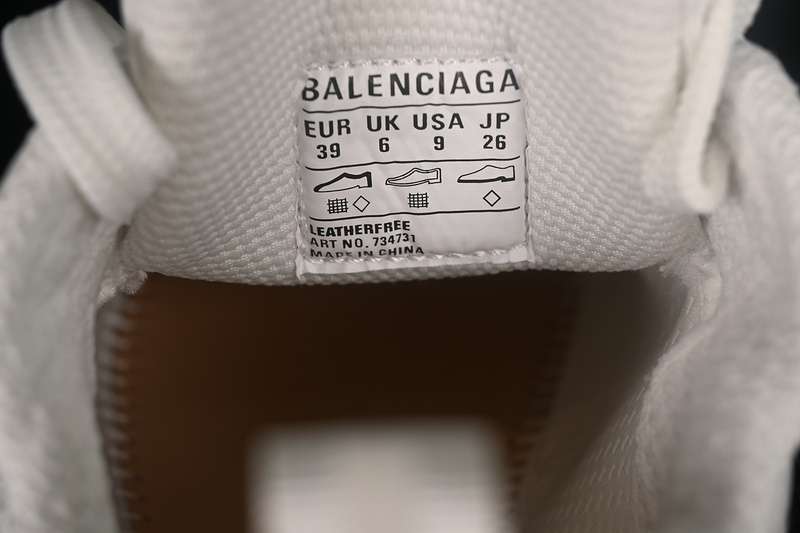 BALENCIAGA
EUR UK USA JP
39 6 9 26
LEATHERFREE
ART NO. 734731
MADE IN CHINA